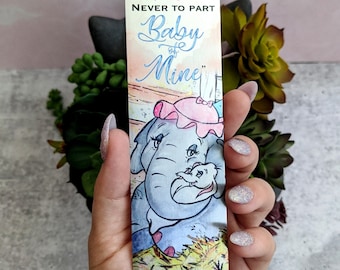 NEVER TO PART
Baby
of
Mine"